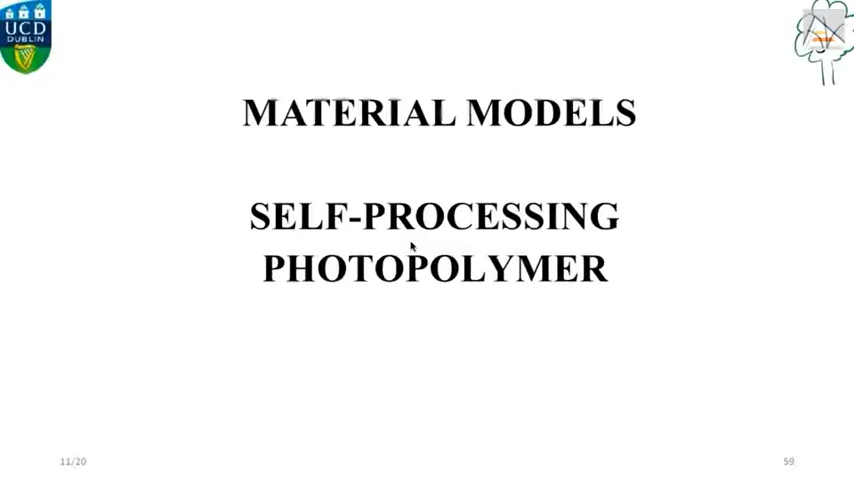 UCD
DUBLIN
MATERIAL MODELS
SELF-PROCESSING
PHOTOPOLYMER
11/20
59